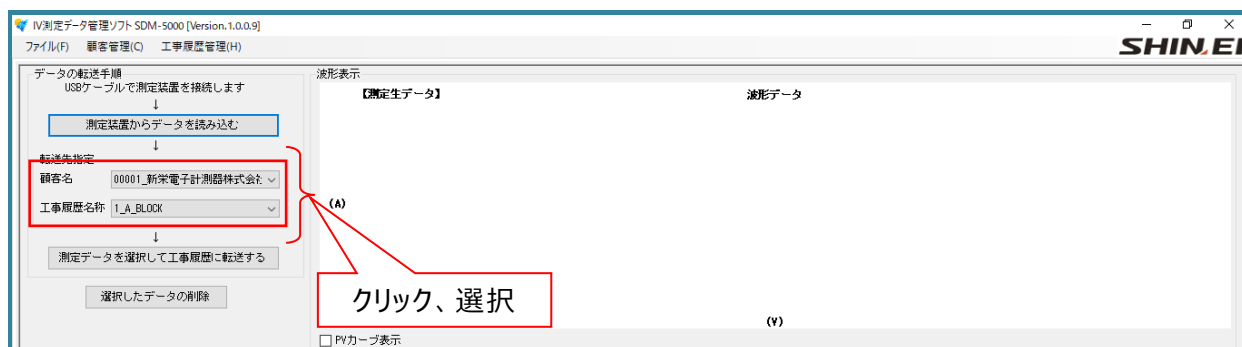 IV測定データ管理ソフト SDM-5000 [Version.1.0.0.9]
ファイル(F) 顧客管理(C) 工事履歴管理(H)
SHIN.EI
データの転送手順
USBケーブルで測定装置を接続します
↓
測定装置からデータを読み込む
↓
転送先指定
顧客名 00001_新栄電子計測器株式会社
工事履歴名称 1_A_BLOCK
↓
測定データを選択して工事履歴に転送する
選択したデータの削除
波形表示
【測定生データ】 波形データ
(A)
クリック、選択
(V)
PVカーブ表示